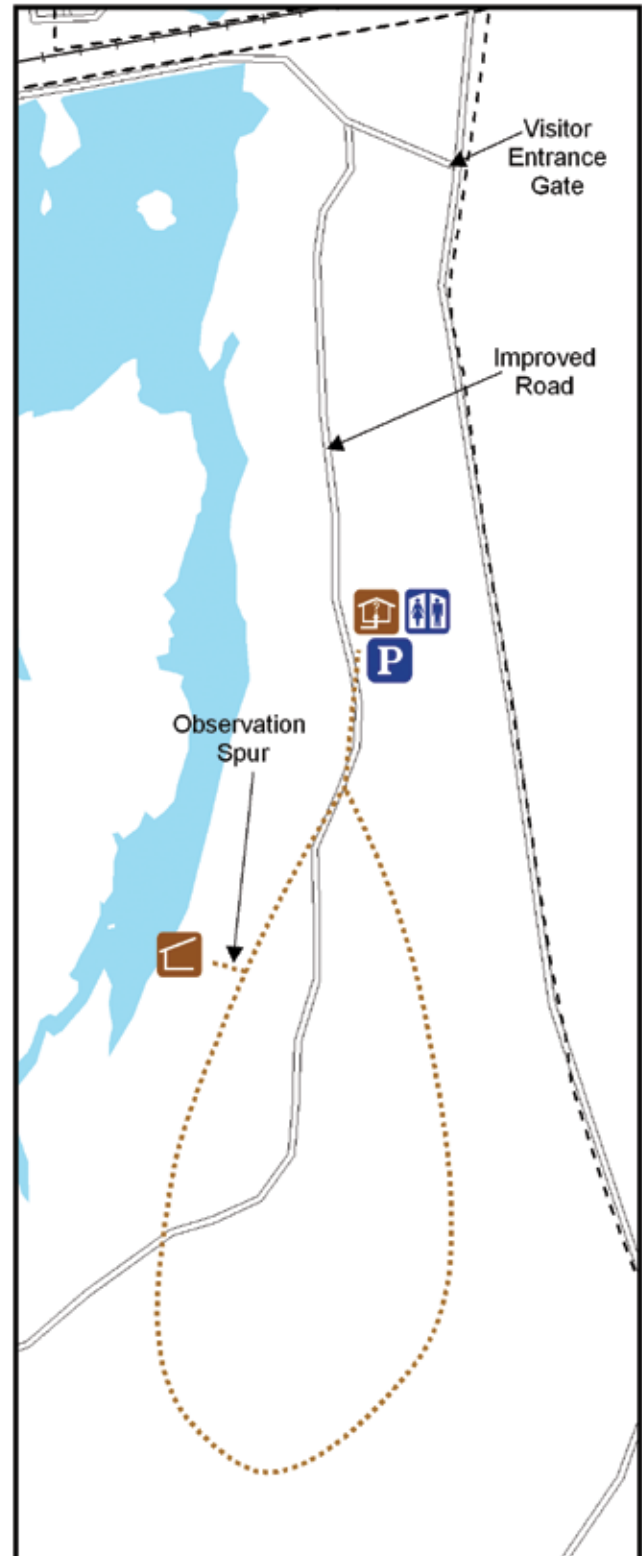 Visitor
Entrance
Gate
Improved
Road
?
P
Observation
Spur